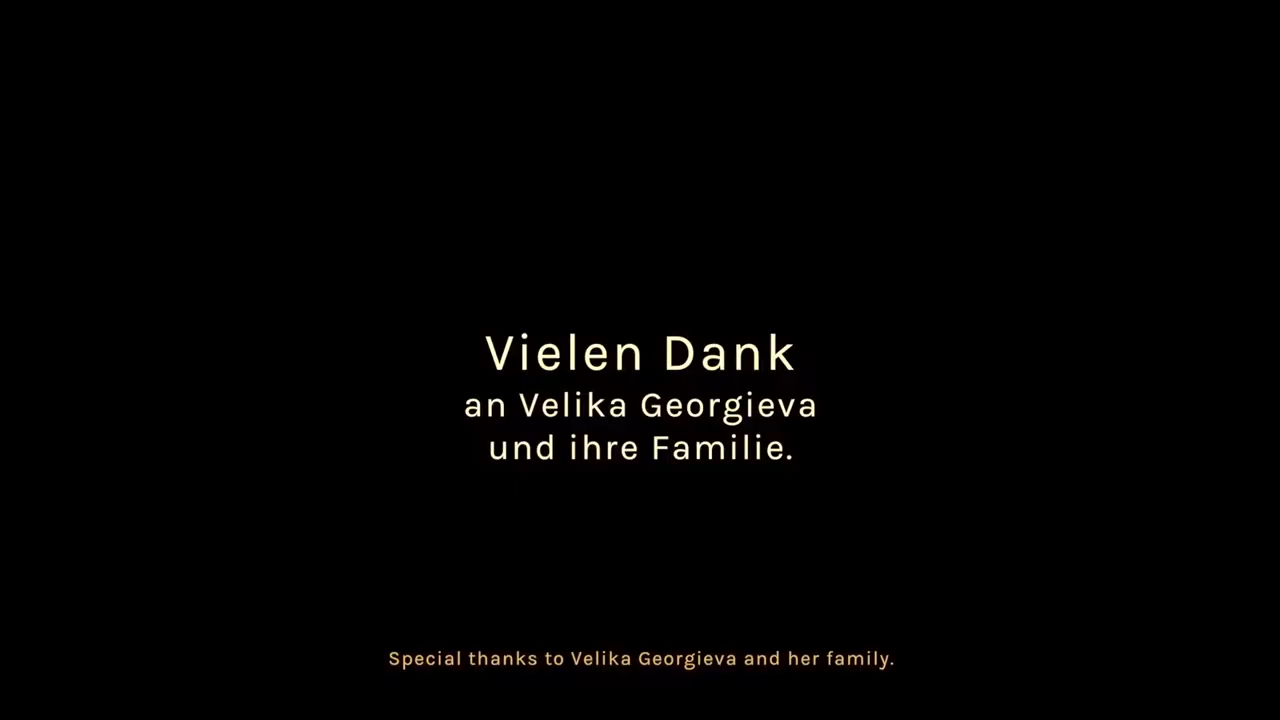 Vielen Dank
an Velika Georgieva
und ihre Familie.
Special thanks to Velika Georgieva and her family.